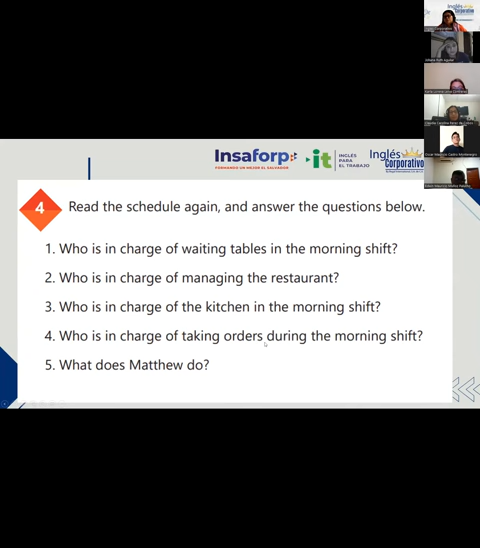 Insaforp
FORMANDO UN MEJOR EL SALVADOR
it
INGLÉS
PARA
EL TRABAJO
Inglés
Corporativo
4 Read the schedule again, and answer the questions below.
1. Who is in charge of waiting tables in the morning shift?
2. Who is in charge of managing the restaurant?
3. Who is in charge of the kitchen in the morning shift?
4. Who is in charge of taking orders during the morning shift?
5. What does Matthew do?